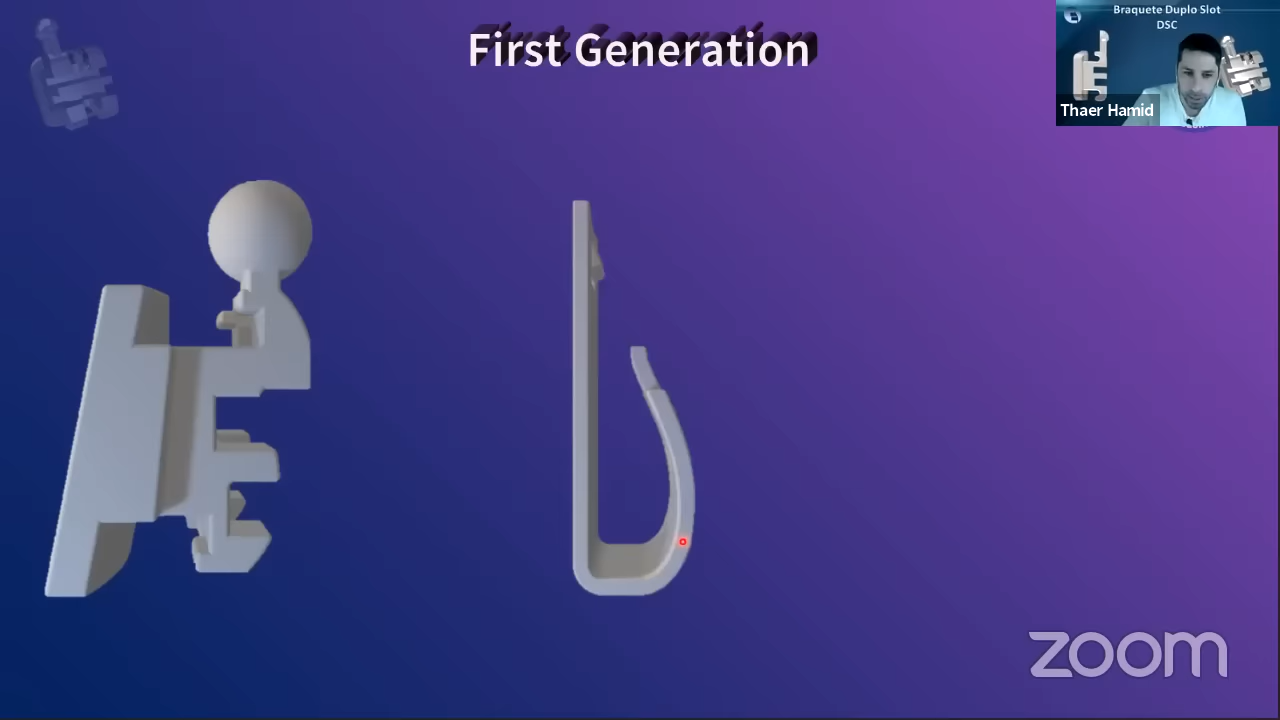 First Generation
Braquete Duplo Slot
DSC
Thaer Hamid
zoom